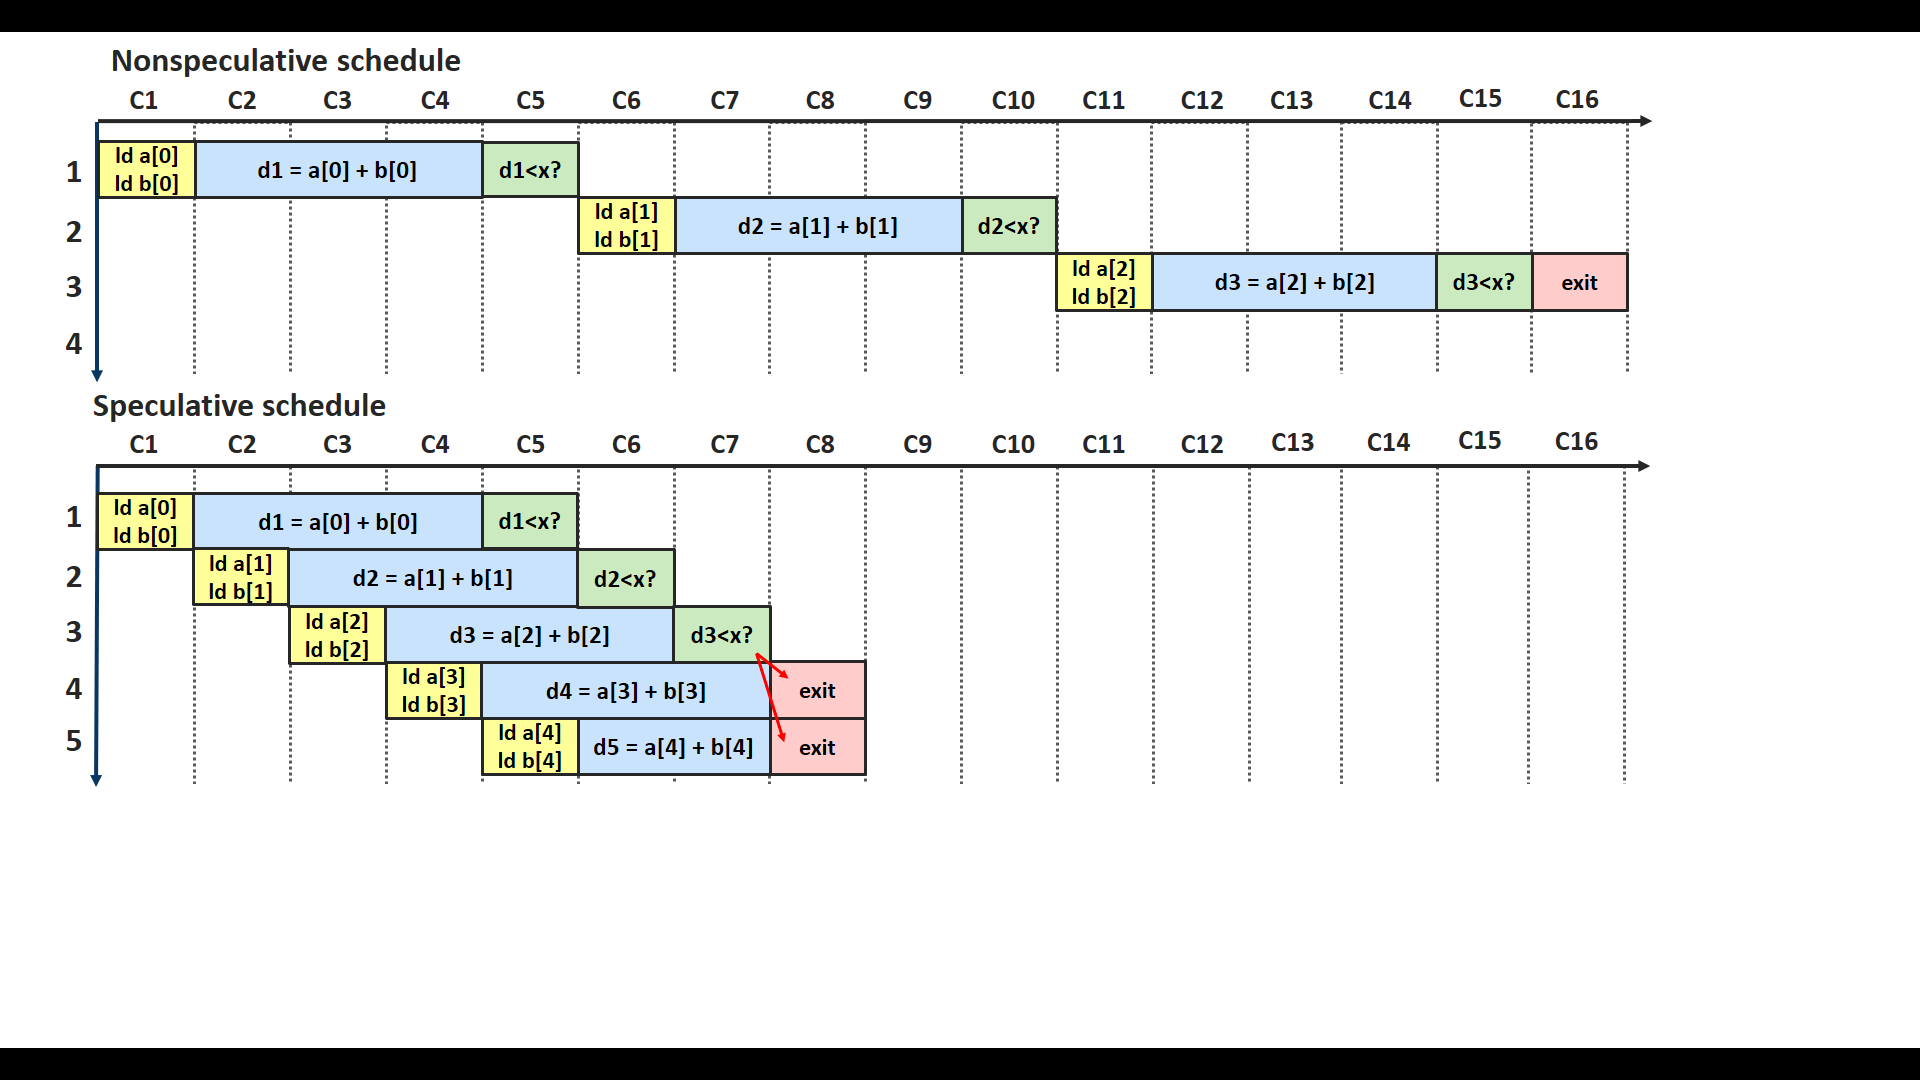 Nonspeculative schedule
C1 C2 C3 C4 C5 C6 C7 C8 C9 C10 C11 C12 C13 C14 C15 C16
1
ld a[0]
ld b[0]
d1 = a[0] + b[0]
d1<x?
2
ld a[1]
ld b[1]
d2 = a[1] + b[1]
d2<x?
3
ld a[2]
ld b[2]
d3 = a[2] + b[2]
d3<x?
exit
4
Speculative schedule
C1 C2 C3 C4 C5 C6 C7 C8 C9 C10 C11 C12 C13 C14 C15 C16
1
ld a[0]
ld b[0]
d1 = a[0] + b[0]
d1<x?
2
ld a[1]
ld b[1]
d2 = a[1] + b[1]
d2<x?
3
ld a[2]
ld b[2]
d3 = a[2] + b[2]
d3<x?
4
ld a[3]
ld b[3]
d4 = a[3] + b[3]
exit
5
ld a[4]
ld b[4]
d5 = a[4] + b[4]
exit